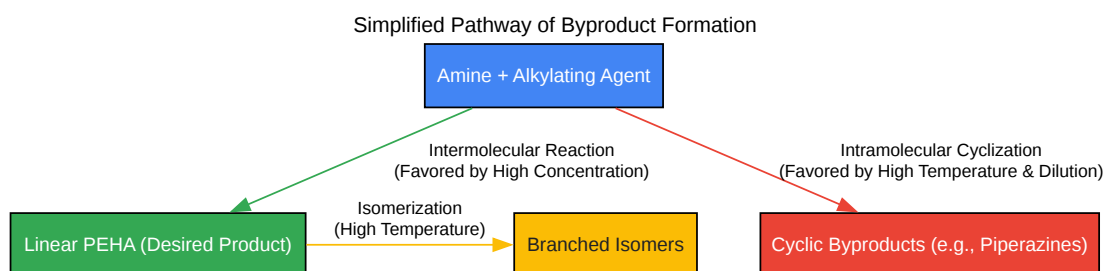 Simplified Pathway of Byproduct Formation
Amine + Alkylating Agent
Intermolecular Reaction
(Favored by High Concentration)
Intramolecular Cyclization
(Favored by High Temperature & Dilution)
Linear PEHA (Desired Product)
Isomerization
(High Temperature)
Branched Isomers
Cyclic Byproducts (e.g., Piperazines)